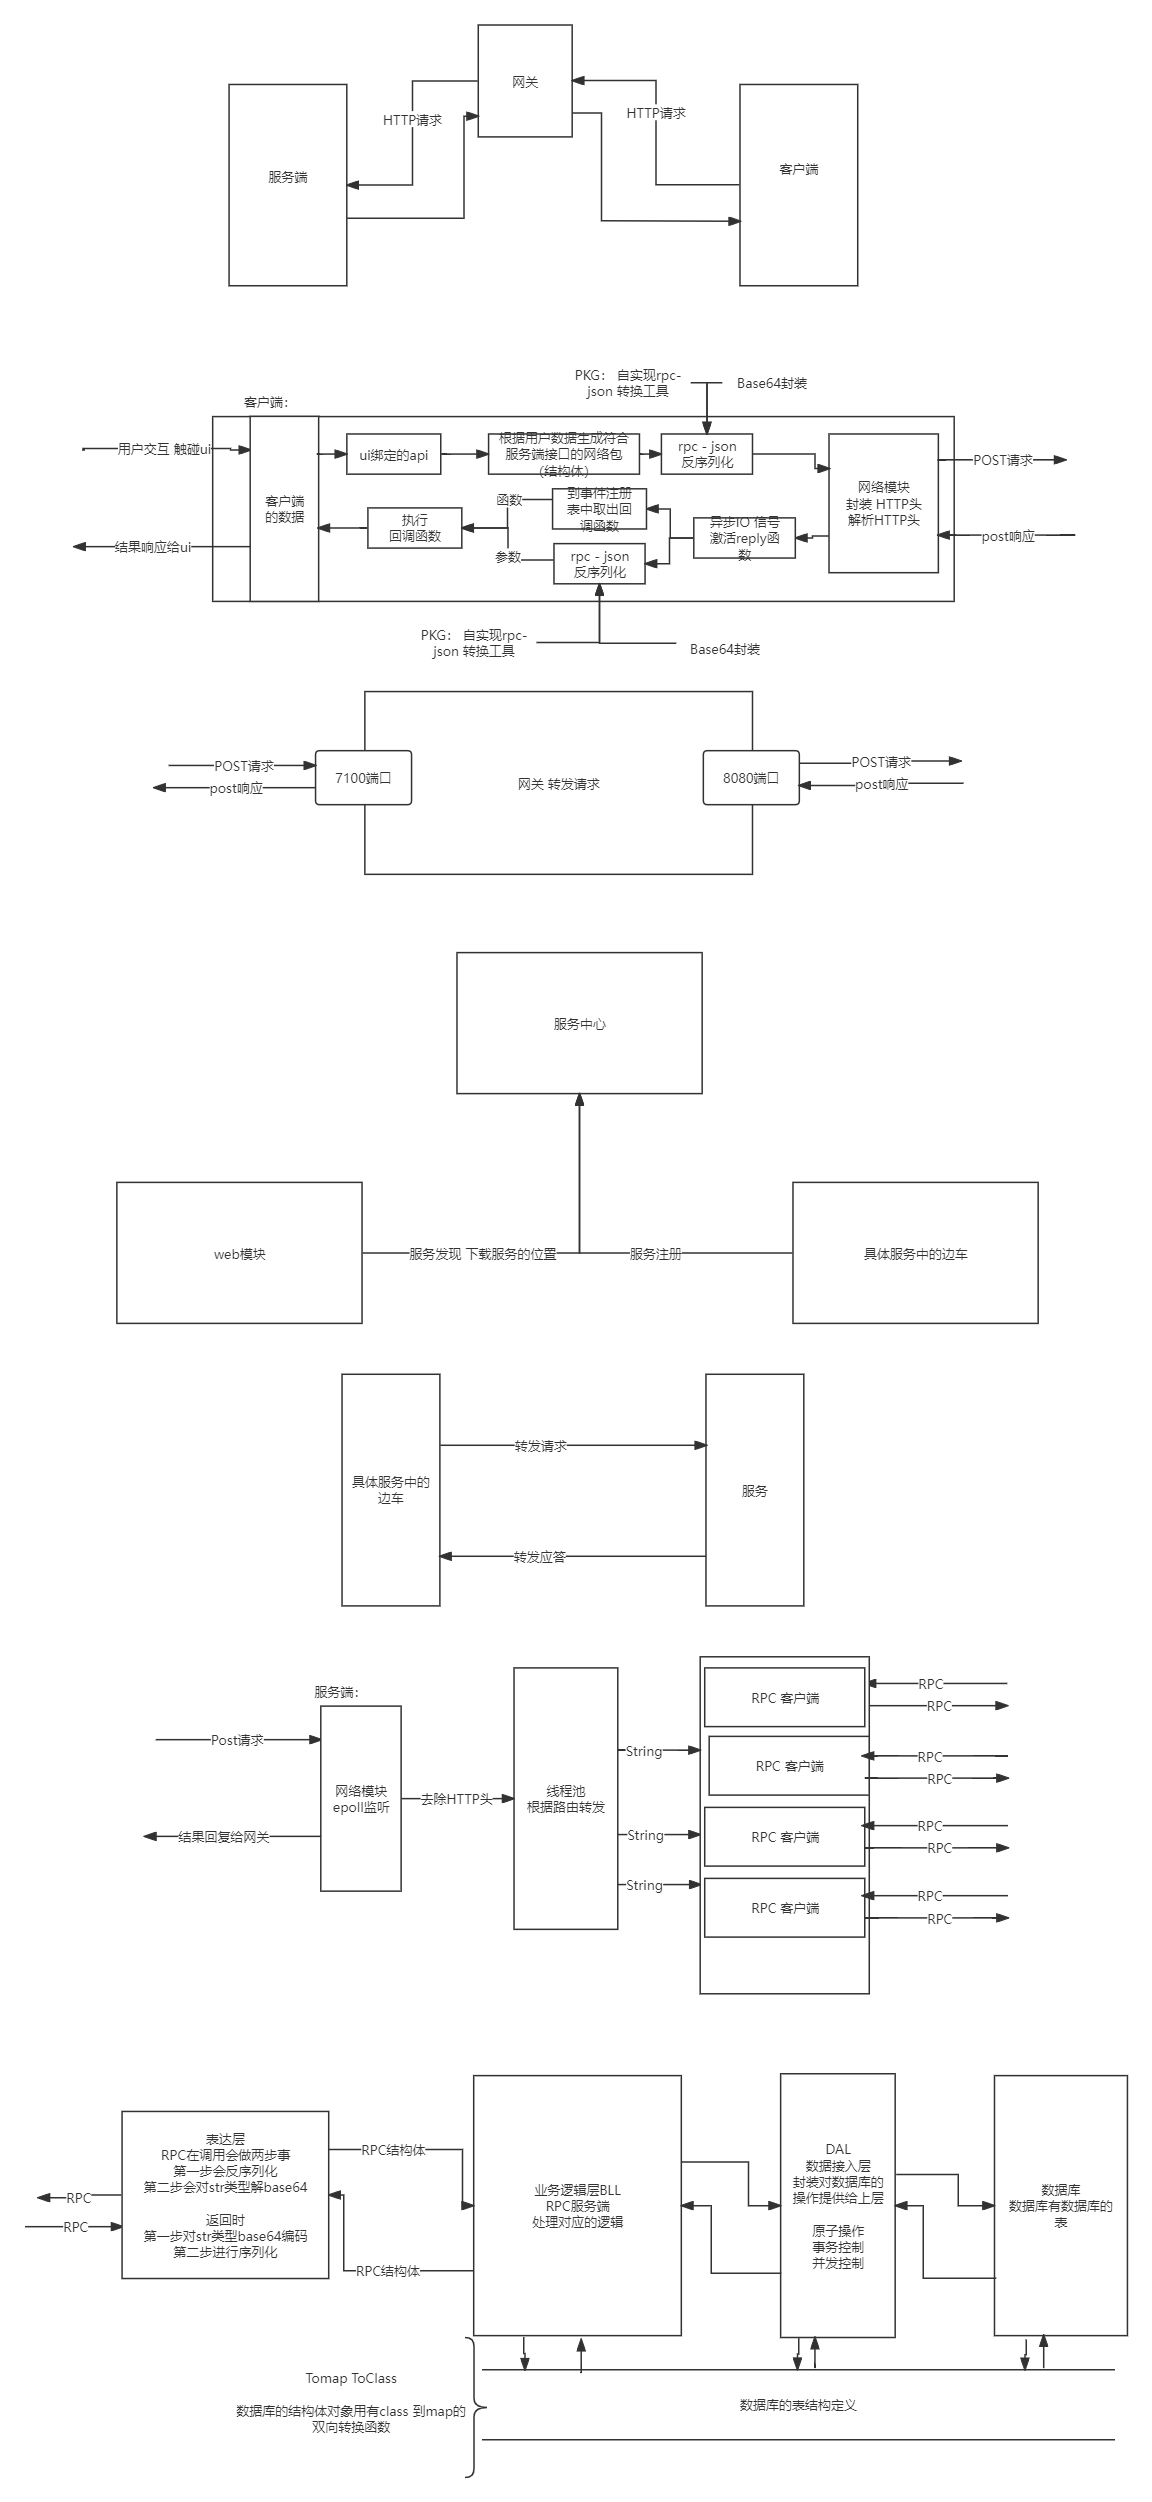 网关
HTTP请求
HTTP请求
服务端
客户端
PKG： 自实现rpc-
json 转换工具
Base64封装
客户端：
用户交互 触碰ui
结果响应给ui
客户端
的数据
ui绑定的api
根据用户数据生成符合
服务端接口的网络包
（结构体）
rpc - json
反序列化
网络模块
封装 HTTP头
解析HTTP头
POST请求
post响应
函数
到事件注册
表中取出回
调函数
执行
回调函数
异步IO 信号
激活reply函
数
参数
rpc - json
反序列化
PKG： 自实现rpc-
json 转换工具
Base64封装
POST请求
post响应
7100端口
网关 转发请求
8080端口
POST请求
post响应
服务中心
web模块
服务发现 下载服务的位置
服务注册
具体服务中的边车
具体服务中的
边车
转发请求
转发应答
服务
服务端：
Post请求
结果回复给网关
网络模块
epoll监听
去除HTTP头
线程池
根据路由转发
String
String
String
RPC 客户端
RPC
RPC
RPC 客户端
RPC
RPC
RPC 客户端
RPC
RPC
RPC 客户端
RPC
RPC
RPC
RPC
表达层
RPC在调用会做两步事
第一步会反序列化
第二步会对str类型解base64
返回时
第一步对str类型base64编码
第二步进行序列化
RPC结构体
RPC结构体
业务逻辑层BLL
RPC服务端
处理对应的逻辑
DAL
数据接入层
封装对数据库的
操作提供给上层
原子操作
事务控制
并发控制
数据库
数据库有数据库的
表
Tomap ToClass
数据库的结构体对象用有class 到map的
双向转换函数
数据库的表结构定义